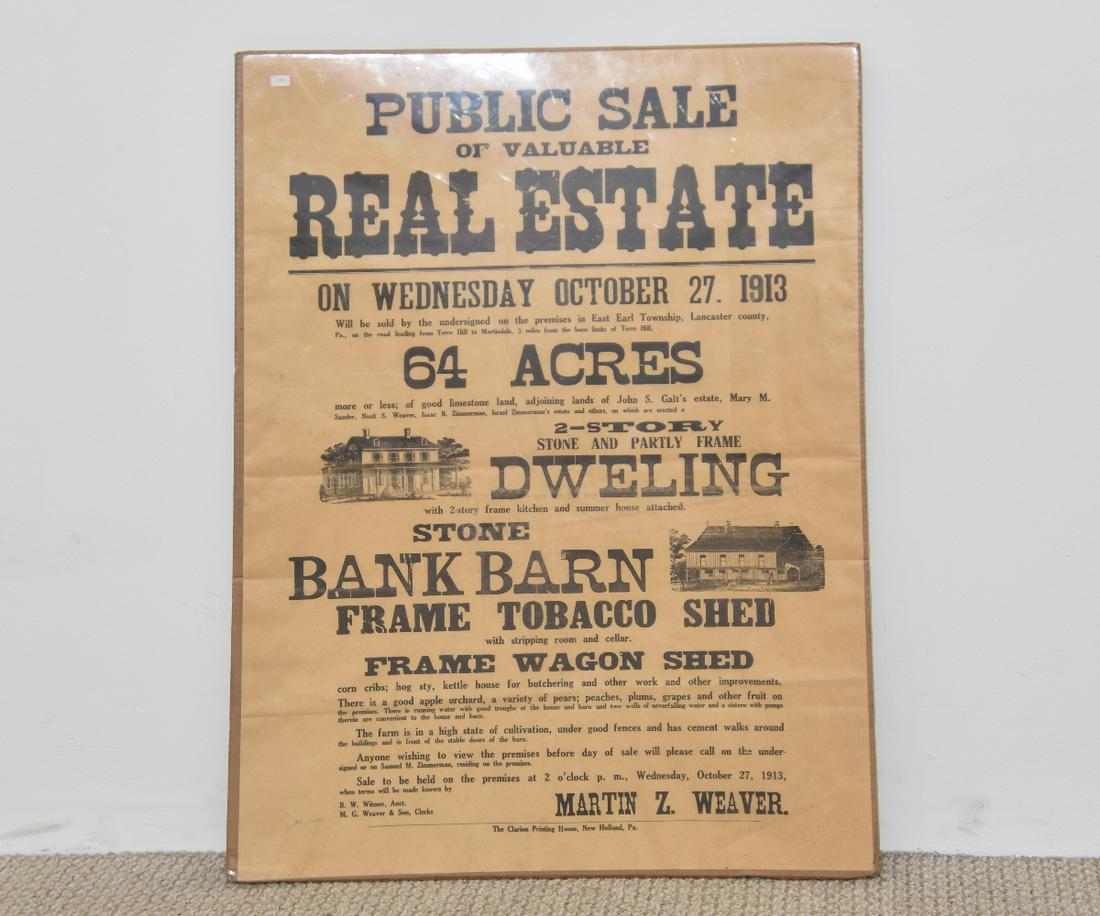 PUBLIC SALE
OF VALUABLE
REAL ESTATE
ON WEDNESDAY OCTOBER 27. 1913
Will be sold by the undersigned on the premises in East Earl Township, Lancaster county,
Pa., on the road leading from Terre Hill to Martindale, 3 miles from the boro limits of Terre Hill,
64 ACRES
more or less; of good limestone land, adjoining lands of John S. Galt's estate, Mary M.
Sauder, Noah S. Weaver, Isaac B. Zimmerman, Israel Zimmerman's estate and others, on which are erected a
2-STORY
STONE AND PARTLY FRAME
DWELING
with 2-story frame kitchen and summer house attached.
STONE
BANK BARN
FRAME TOBACCO SHED
with stripping room and cellar.
FRAME WAGON SHED
corn cribs; hog sty, kettle house for butchering and other work and other improvements.
There is a good apple orchard, a variety of pears; peaches, plums, grapes and other fruit on
the premises. There is running water with good troughs at the house and barn and two wells of neverfailing water and a cistern with pumps
therein are convenient to the house and barn.
The farm is in a high state of cultivation, under good fences and has cement walks around
the buildings and in front of the stable doors of the barn.
Anyone wishing to view the premises before day of sale will please call on the under-
signed or on Samuel M. Zimmerman, residing on the premises.
Sale to be held on the premises at 2 o'clock p. m., Wednesday, October 27, 1913,
when terms will be made known by
B. W. Witmer, Auct.
M. G. Weaver & Son, Clerks
MARTIN Z. WEAVER.
The Clarion Printing House, New Holland, Pa.